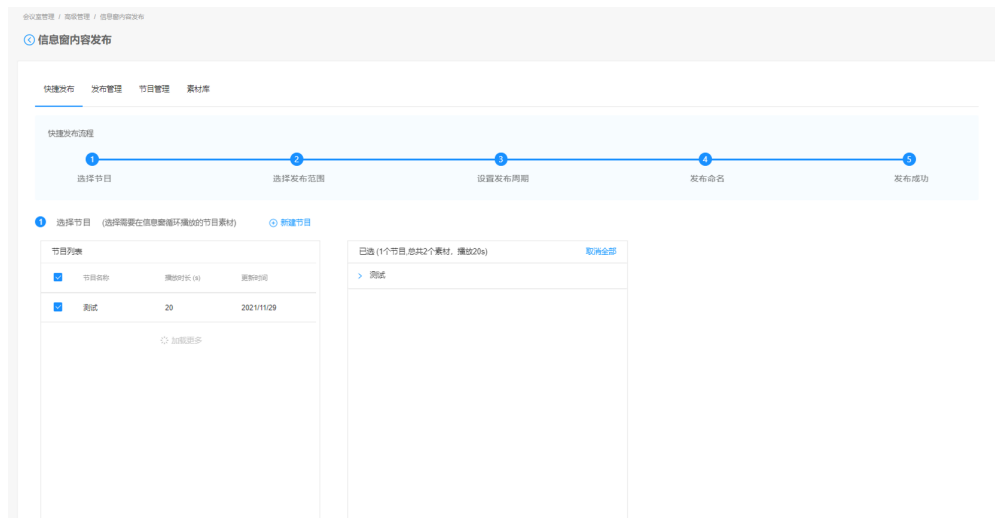 会议室管理 / 高级管理 / 信息窗内容发布
信息窗内容发布
快捷发布 发布管理 节目管理 素材库
快捷发布流程
1 2 3 4 5
选择节目 选择发布范围 设置发布周期 发布命名 发布成功
1 选择节目 (选择需要在信息窗循环播放的节目素材) 新建节目
节目列表
节目名称 播放时长 (s) 更新时间
测试 20 2021/11/29
加载更多
已选 (1个节目,总共2个素材，播放20s) 取消全部
测试